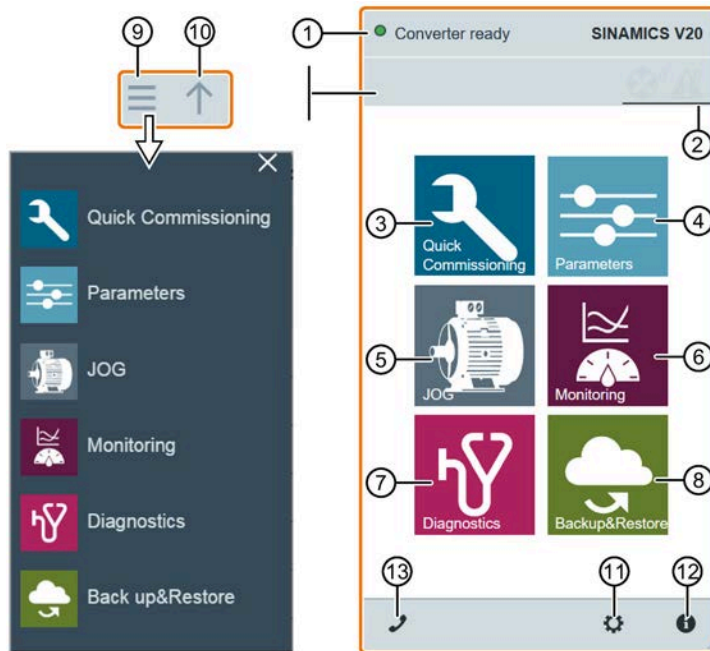 ⑨ ⑩
Quick Commissioning
Parameters
JOG
Monitoring
Diagnostics
Back up&Restore
① Converter ready SINAMICS V20
②
③ Quick
Commissioning
Parameters ④
⑤ JOG
Monitoring ⑥
⑦ Diagnostics
Backup&Restore ⑧
⑬ ⑪ ⑫